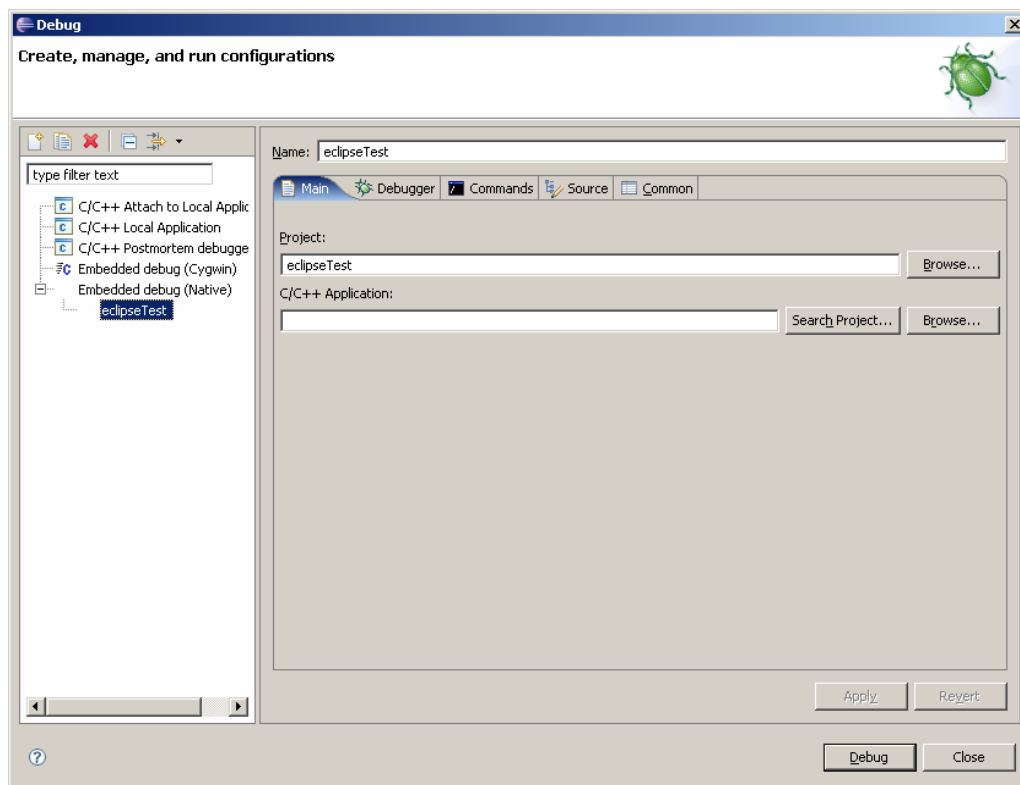 Debug
Create, manage, and run configurations
type filter text
C/C++ Attach to Local Applic
C/C++ Local Application
C/C++ Postmortem debugge
Embedded debug (Cygwin)
Embedded debug (Native)
eclipseTest
Name: eclipseTest
Main Debugger Commands Source Common
Project:
eclipseTest Browse...
C/C++ Application:
Search Project... Browse...
Apply Revert
Debug Close